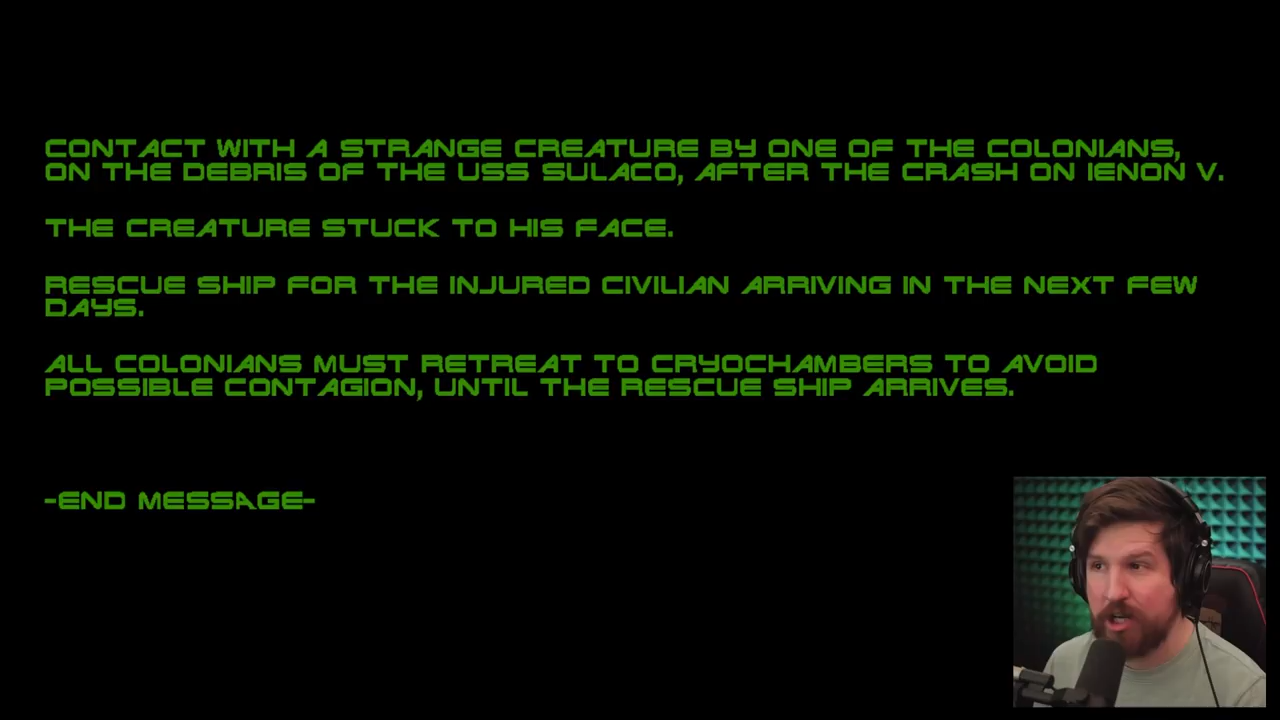 CONTACT WITH A STRANGE CREATURE BY ONE OF THE COLONIANS,
ON THE DEBRIS OF THE USS SULACO, AFTER THE CRASH ON IENON V.
THE CREATURE STUCK TO HIS FACE.
RESCUE SHIP FOR THE INJURED CIVILIAN ARRIVING IN THE NEXT FEW
DAYS.
ALL COLONIANS MUST RETREAT TO CRYOCHAMBERS TO AVOID
POSSIBLE CONTAGION, UNTIL THE RESCUE SHIP ARRIVES.
-END MESSAGE-